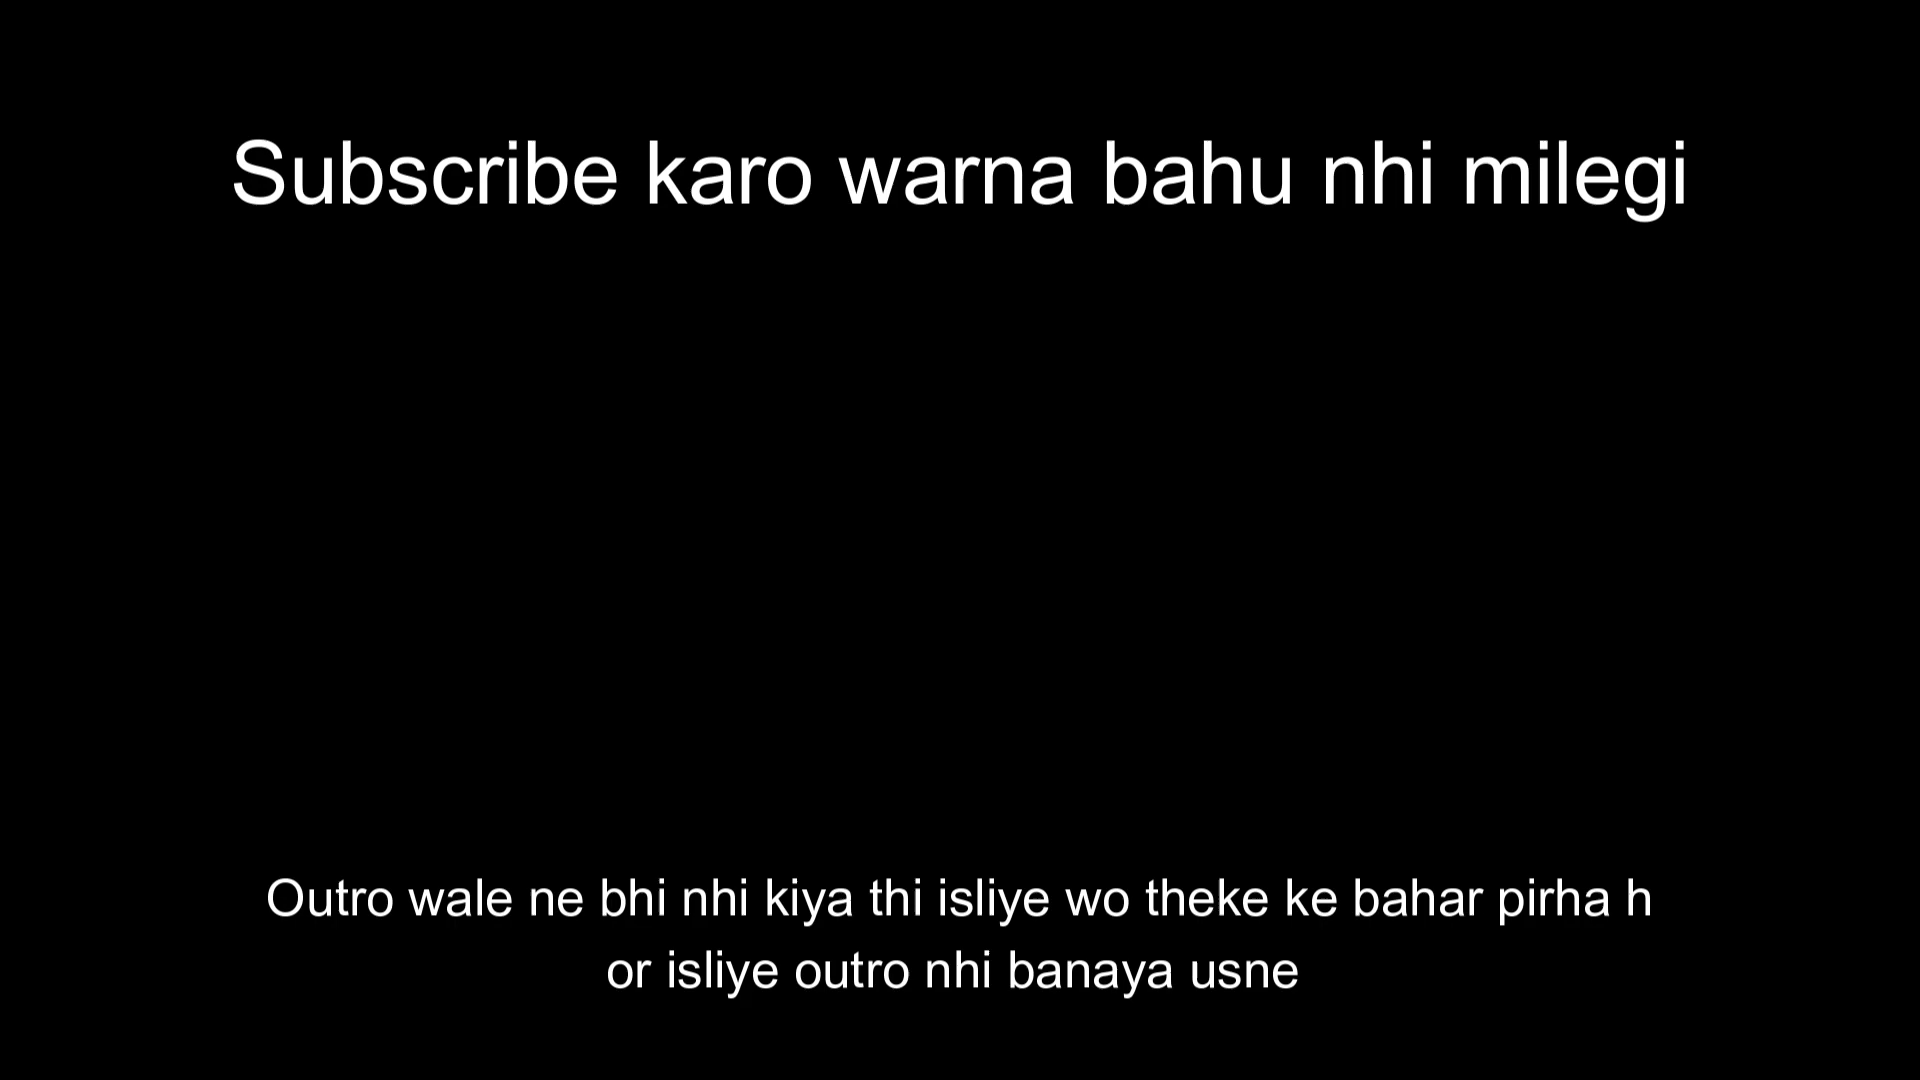 Subscribe karo warna bahu nhi milegi
Outro wale ne bhi nhi kiya thi isliye wo theke ke bahar pirha h
or isliye outro nhi banaya usne